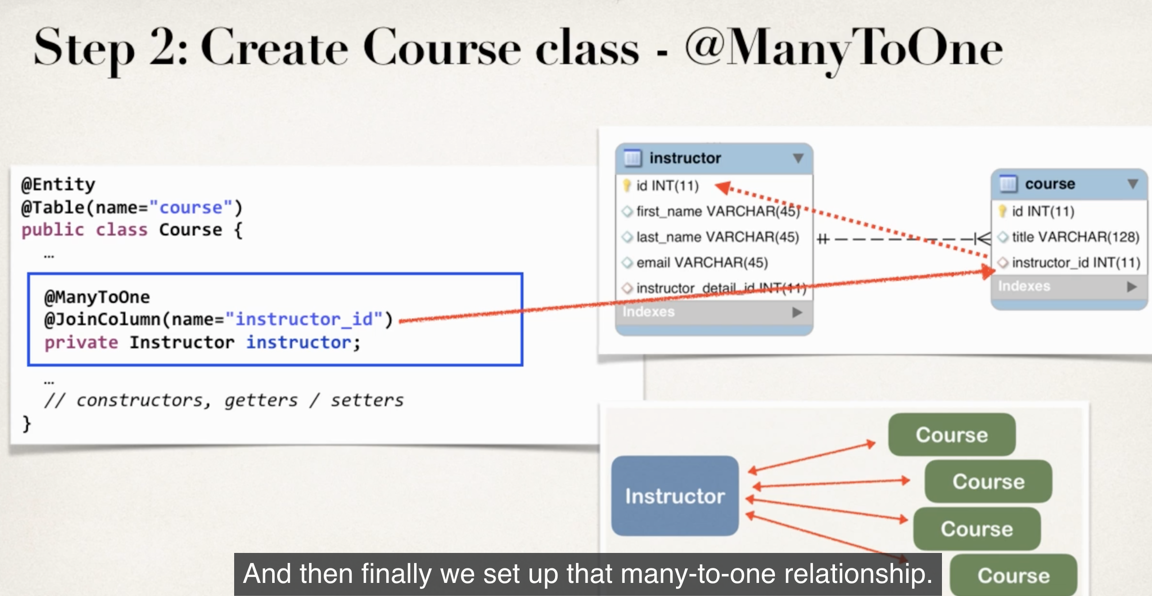 Step 2: Create Course class - @ManyToOne
@Entity
@Table(name="course")
public class Course {
…
@ManyToOne
@JoinColumn(name="instructor_id")
private Instructor instructor;
…
// constructors, getters / setters
}
instructor
id INT(11)
first_name VARCHAR(45)
last_name VARCHAR(45)
email VARCHAR(45)
instructor_detail_id INT(11)
Indexes
course
id INT(11)
title VARCHAR(128)
instructor_id INT(11)
Indexes
Instructor
Course
Course
Course
Course
And then finally we set up that many-to-one relationship.